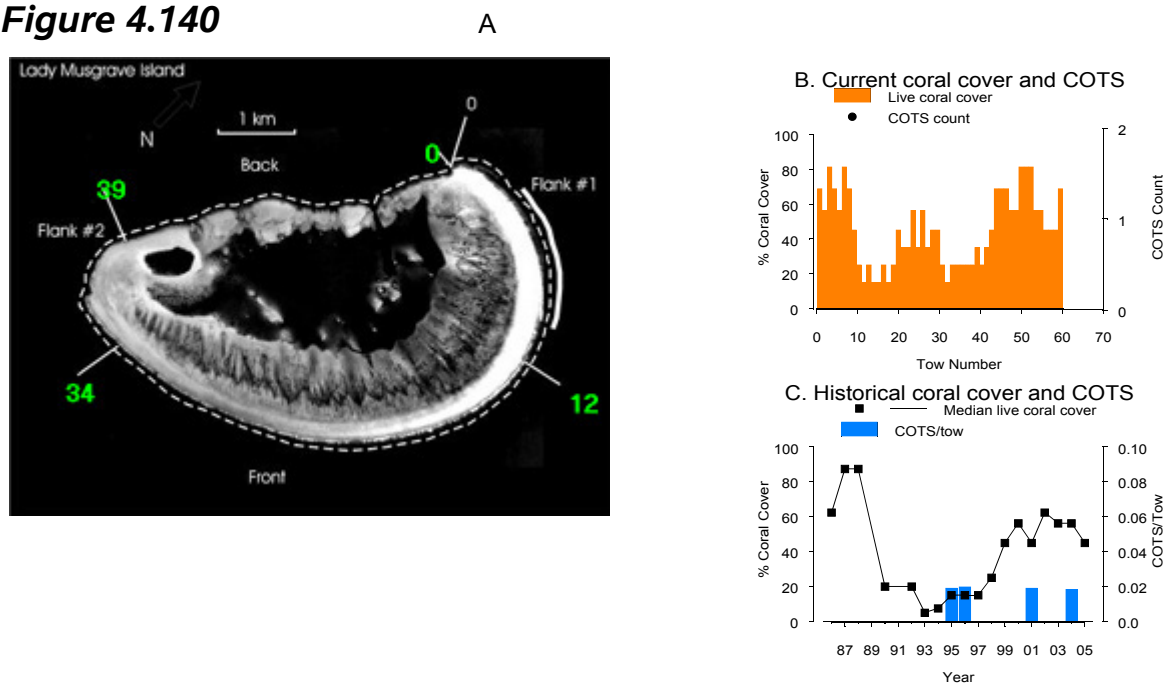 Figure 4.140
A
Lady Musgrave Island
N
1 km
Back
0
0
Flank #1
39
Flank #2
34
12
Front
B. Current coral cover and COTS
Live coral cover
COTS count
% Coral Cover
100
80
60
40
20
0
2
1
0
COTS Count
0 10 20 30 40 50 60 70
Tow Number
C. Historical coral cover and COTS
Median live coral cover
COTS/tow
% Coral Cover
100
80
60
40
20
0
0.10
0.08
0.06
0.04
0.02
0.0
COTS/Tow
87 89 91 93 95 97 99 01 03 05
Year